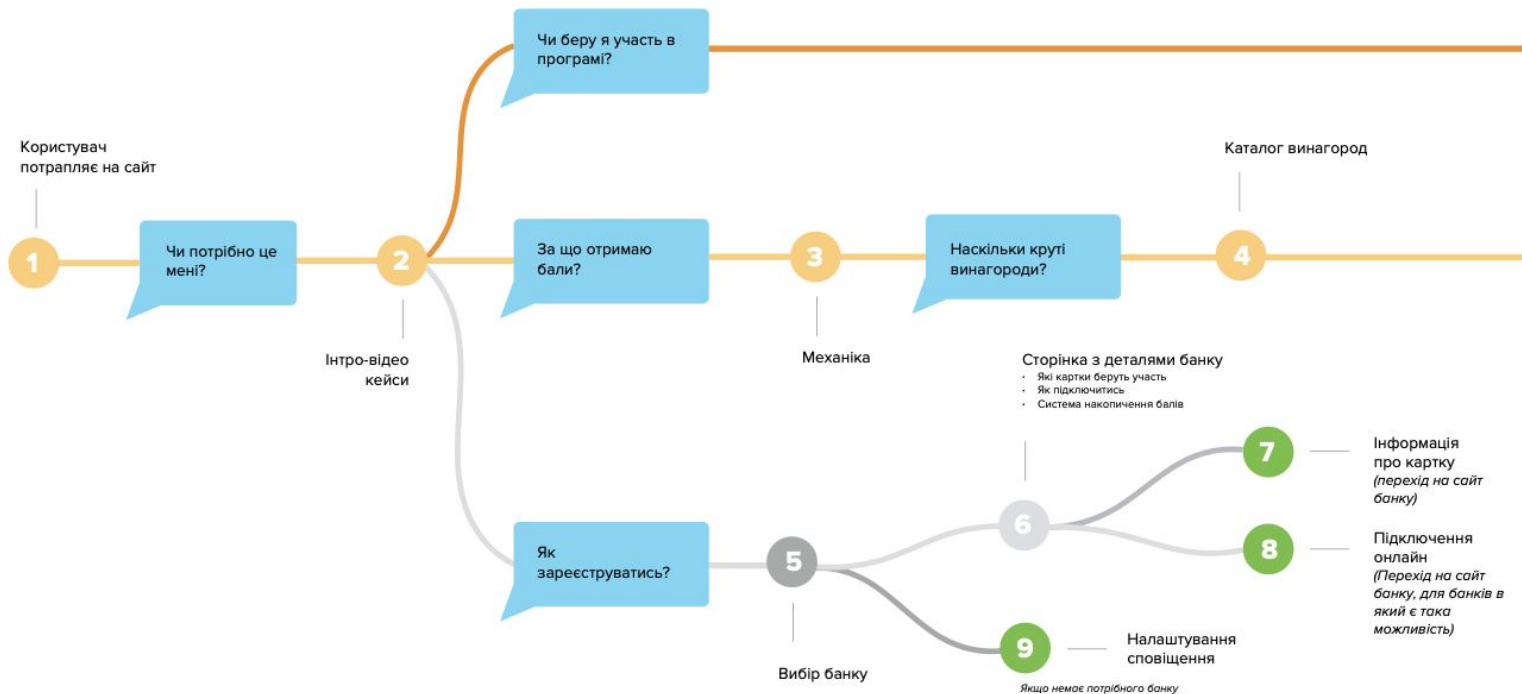 Чи беру я участь в
програмі?
Користувач
потрапляє на сайт
Каталог винагород
1
Чи потрібно це
мені?
2
За що отримаю
бали?
3
Наскільки круті
винагороди?
4
Інтро-відео
кейси
Механіка
Сторінка з деталями банку
· Які картки беруть участь
· Як підключитись
· Система накопичення балів
7
Інформація
про картку
(перехід на сайт
банку)
6
Як
зареєструватись?
5
8
Підключення
онлайн
(Перехід на сайт
банку, для банків в
який є така
можливість)
Вибір банку
9
Налаштування
сповіщення
Якщо немає потрібного банку